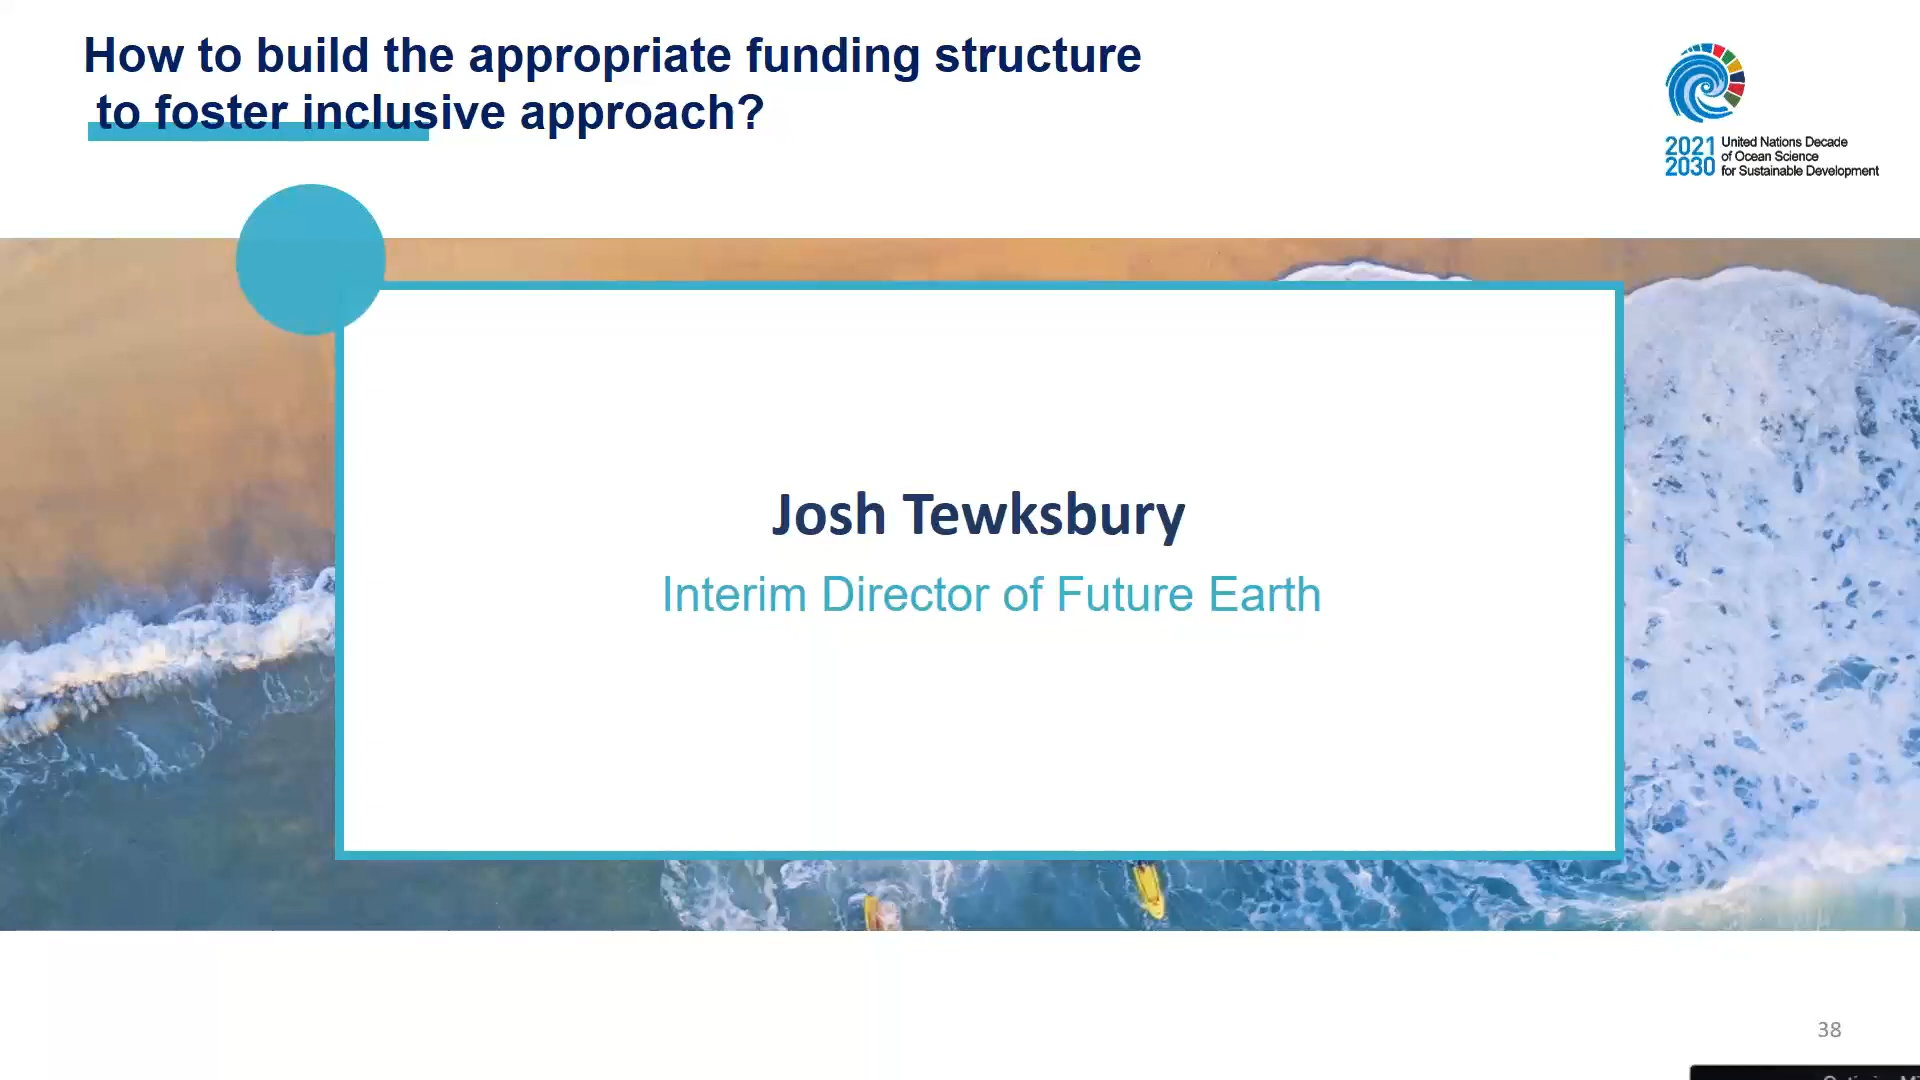 How to build the appropriate funding structure
to foster inclusive approach?
2021 United Nations Decade
2030 of Ocean Science
for Sustainable Development
Josh Tewksbury
Interim Director of Future Earth
38